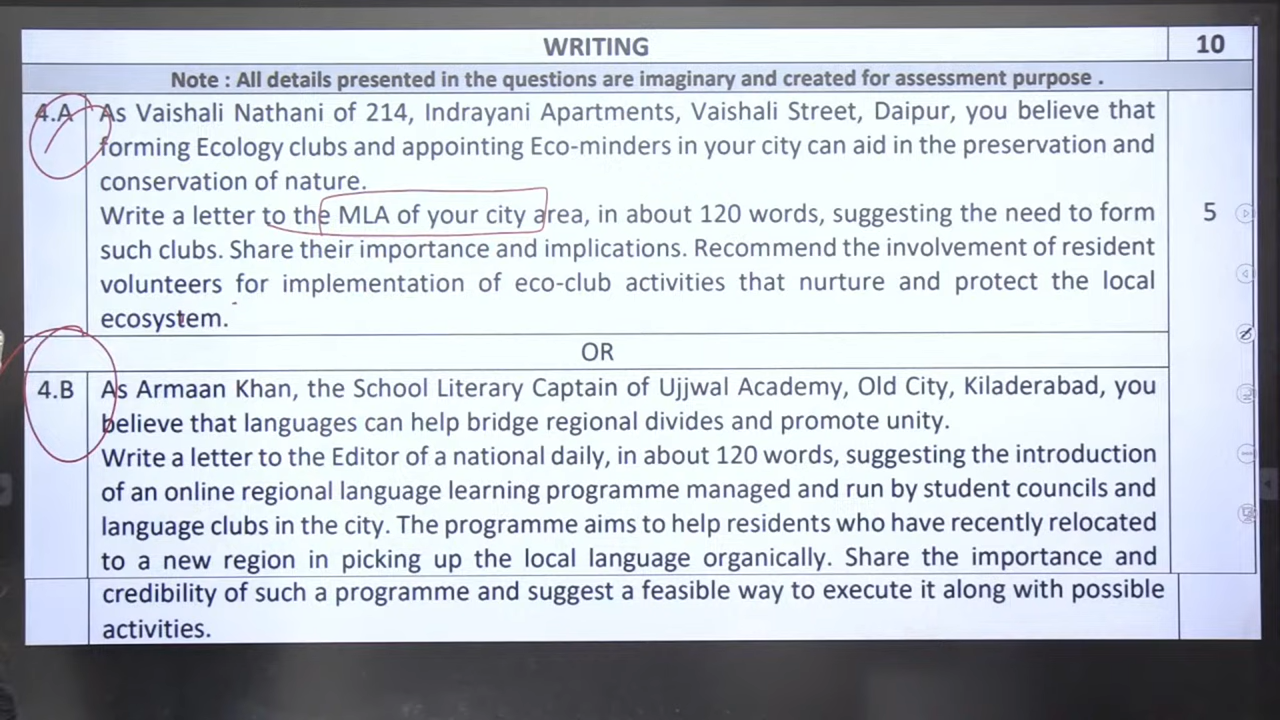 WRITING 10
Note : All details presented in the questions are imaginary and created for assessment purpose .
4.A As Vaishali Nathani of 214, Indrayani Apartments, Vaishali Street, Daipur, you believe that
forming Ecology clubs and appointing Eco-minders in your city can aid in the preservation and
conservation of nature.
Write a letter to the MLA of your city area, in about 120 words, suggesting the need to form 5
such clubs. Share their importance and implications. Recommend the involvement of resident
volunteers for implementation of eco-club activities that nurture and protect the local
ecosystem.
OR
4.B As Armaan Khan, the School Literary Captain of Ujjwal Academy, Old City, Kiladerabad, you
believe that languages can help bridge regional divides and promote unity.
Write a letter to the Editor of a national daily, in about 120 words, suggesting the introduction
of an online regional language learning programme managed and run by student councils and
language clubs in the city. The programme aims to help residents who have recently relocated
to a new region in picking up the local language organically. Share the importance and
credibility of such a programme and suggest a feasible way to execute it along with possible
activities.